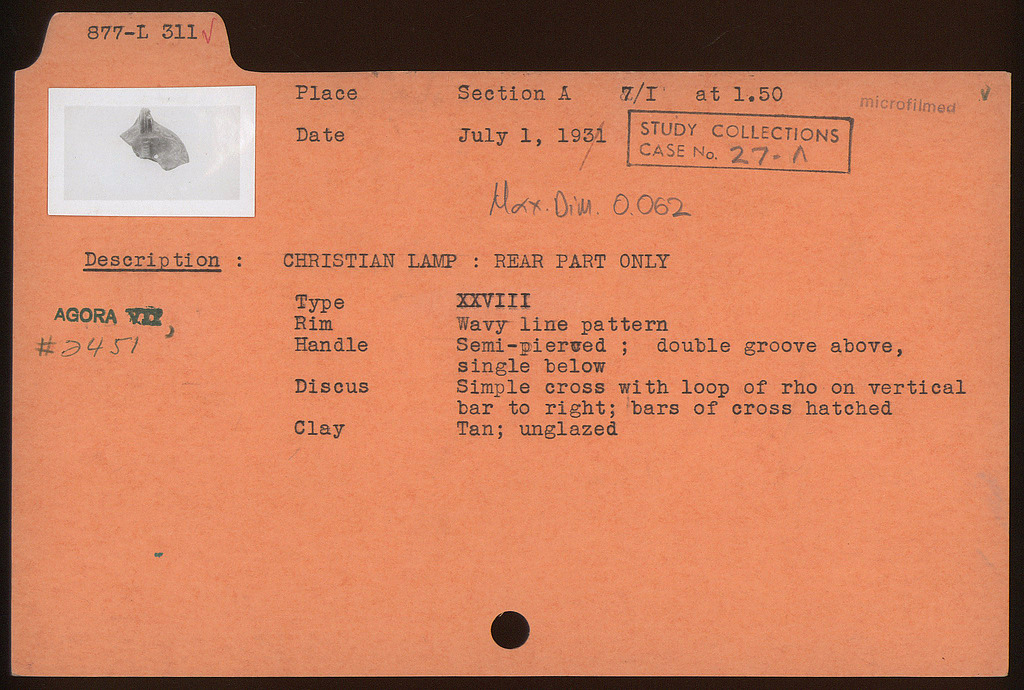 877-L 311 √
Place Section A 7/I at 1.50
microfilmed
Date July 1, 1931
STUDY COLLECTIONS
CASE No. 27-Λ
Max. Dim. 0.062
Description : CHRISTIAN LAMP : REAR PART ONLY
AGORA VII,
#2451
Type XXVIII
Rim Wavy line pattern
Handle Semi-pierved ; double groove above,
single below
Discus Simple cross with loop of rho on vertical
bar to right; bars of cross hatched
Clay Tan; unglazed